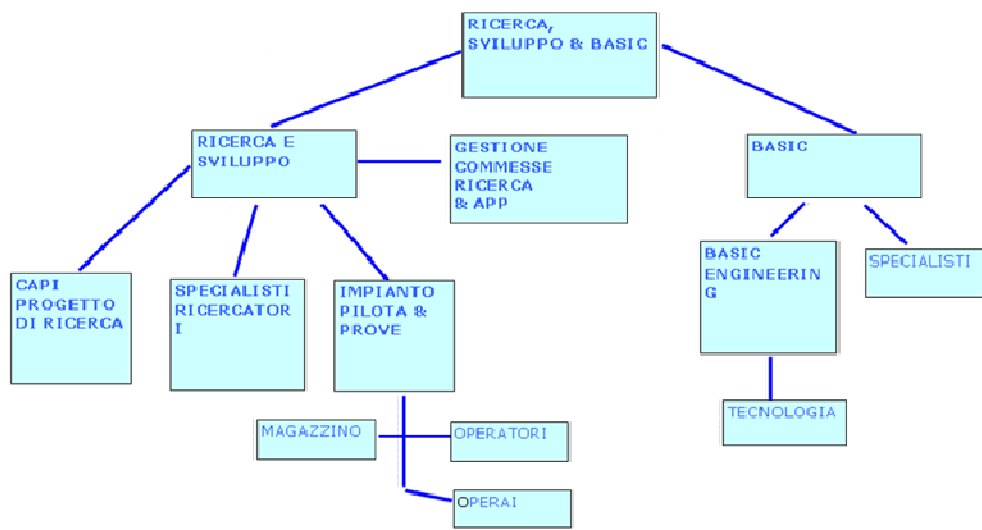 RICERCA,
SVILUPPO & BASIC
RICERCA E
SVILUPPO
GESTIONE
COMMESSE
RICERCA
& APP
BASIC
CAPI
PROGETTO
DI RICERCA
SPECIALISTI
RICERCATOR
I
IMPIANTO
PILOTA &
PROVE
BASIC
ENGINEERIN
G
SPECIALISTI
MAGAZZINO
OPERATORI
TECNOLOGIA
OPERAI